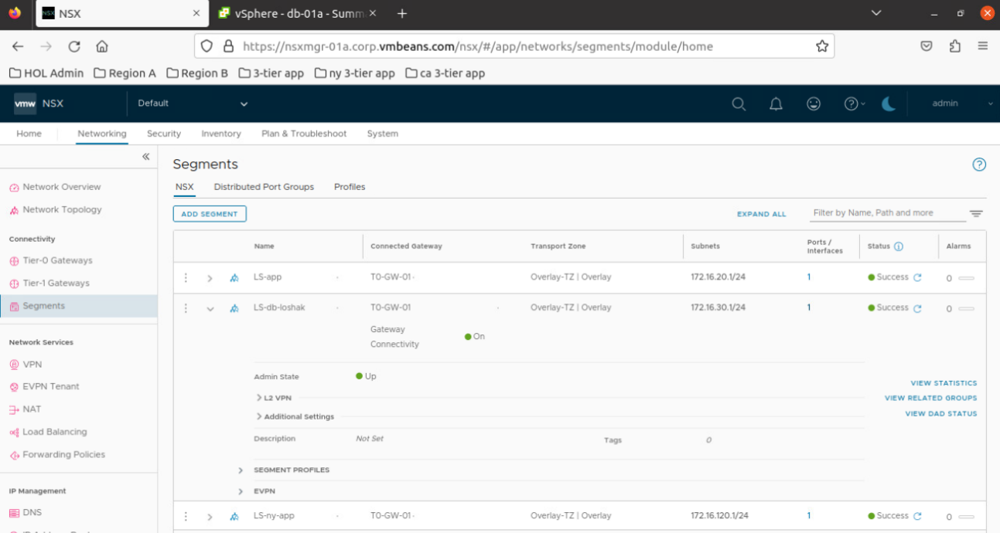 NSX
vSphere - db-01a - Summ
https://nsxmgr-01a.corp.vmbeans.com/nsx/#/app/networks/segments/module/home
HOL Admin Region A Region B 3-tier app ny 3-tier app ca 3-tier app
vmw NSX Default admin
Home Networking Security Inventory Plan & Troubleshoot System
Network Overview
Network Topology
Connectivity
Tier-0 Gateways
Tier-1 Gateways
Segments
Network Services
VPN
EVPN Tenant
NAT
Load Balancing
Forwarding Policies
IP Management
DNS
Segments
NSX Distributed Port Groups Profiles
ADD SEGMENT EXPAND ALL Filter by Name, Path and more
Name Connected Gateway Transport Zone Subnets Ports / Interfaces Status Alarms
LS-app T0-GW-01 Overlay-TZ | Overlay 172.16.20.1/24 1 Success 0
LS-db-loshak T0-GW-01 Overlay-TZ | Overlay 172.16.30.1/24 1 Success 0
Gateway Connectivity On
Admin State Up
L2 VPN
Additional Settings
Description Not Set Tags 0
VIEW STATISTICS
VIEW RELATED GROUPS
VIEW DAD STATUS
SEGMENT PROFILES
EVPN
LS-ny-app T0-GW-01 Overlay-TZ | Overlay 172.16.120.1/24 1 Success 0